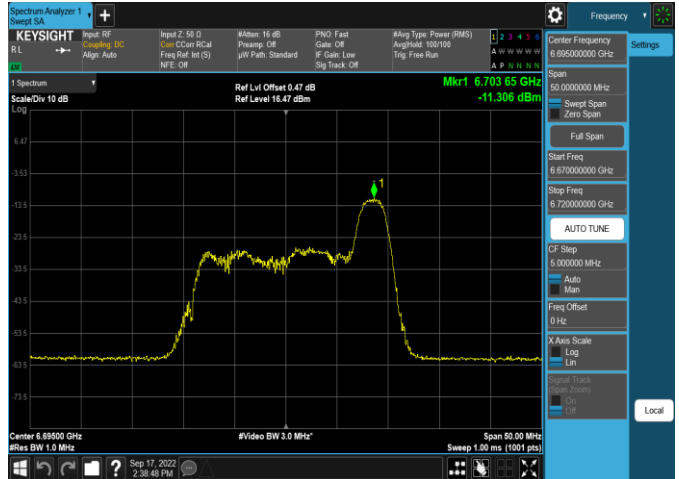 Spectrum Analyzer 1
Swept SA
Frequency
KEYSIGHT
R L
Input: RF
Coupling: DC
Align: Auto
Input Z: 50 Ω
Corr CCorr RCal
Freq Ref: Int (S)
NFE: Off
#Atten: 16 dB
Preamp: Off
µW Path: Standard
PNO: Fast
Gate: Off
IF Gain: Low
Sig Track: Off
#Avg Type: Power (RMS)
Avg|Hold: 100/100
Trig: Free Run
1 2 3 4 5 6
A W W W W W
A P N N N N
1 Spectrum
Scale/Div 10 dB
Log
Ref Lvl Offset 0.47 dB
Ref Level 16.47 dBm
Mkr1 6.703 65 GHz
-11.306 dBm
6.47
-3.53
-13.5
-23.5
-33.5
-43.5
-53.5
-63.5
-73.5
1
Center 6.69500 GHz
#Res BW 1.0 MHz
#Video BW 3.0 MHz*
Span 50.00 MHz
Sweep 1.00 ms (1001 pts)
Center Frequency
6.695000000 GHz
Span
50.0000000 MHz
Swept Span
Zero Span
Full Span
Start Freq
6.670000000 GHz
Stop Freq
6.720000000 GHz
AUTO TUNE
CF Step
5.000000 MHz
Auto
Man
Freq Offset
0 Hz
X Axis Scale
Log
Lin
Signal Track
(Span Zoom)
On
Off
Settings
Local
?
Sep 17, 2022
2:38:48 PM